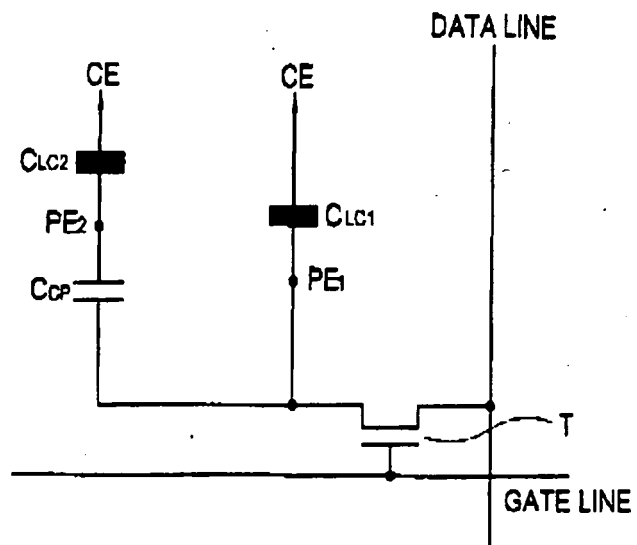 DATA LINE
CE
CE
CLC2
CLC1
PE2
PE1
CCP
T
GATE LINE